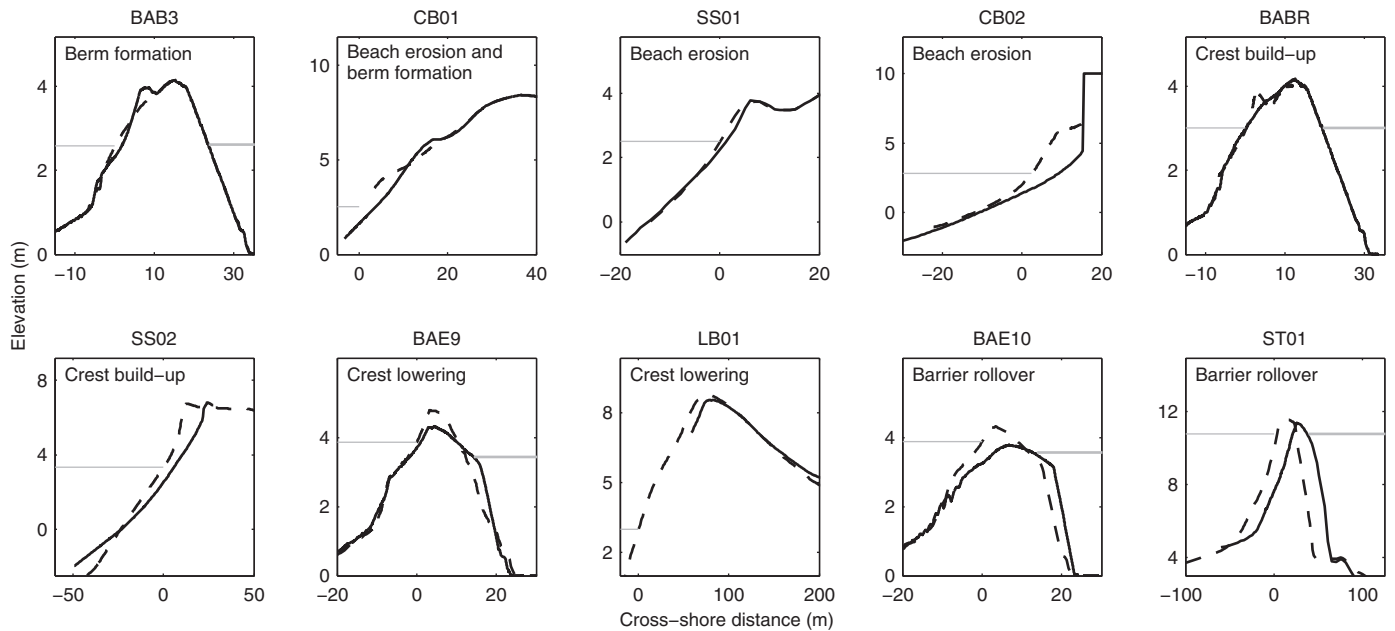 BAB3
Berm formation
4
2
0
−10 10 30
CB01
Beach erosion and
berm formation
10
5
0
0 20 40
SS01
Beach erosion
4
2
0
−20 0 20
CB02
Beach erosion
10
5
0
−20 0 20
BABR
Crest build−up
4
2
0
−10 10 30
Elevation (m)
SS02
Crest build−up
8
4
0
−50 0 50
BAE9
Crest lowering
4
2
0
−20 0 20
LB01
Crest lowering
8
5
2
0 100 200
BAE10
Barrier rollover
4
2
0
−20 0 20
ST01
Barrier rollover
12
8
4
−100 0 100
Cross−shore distance (m)